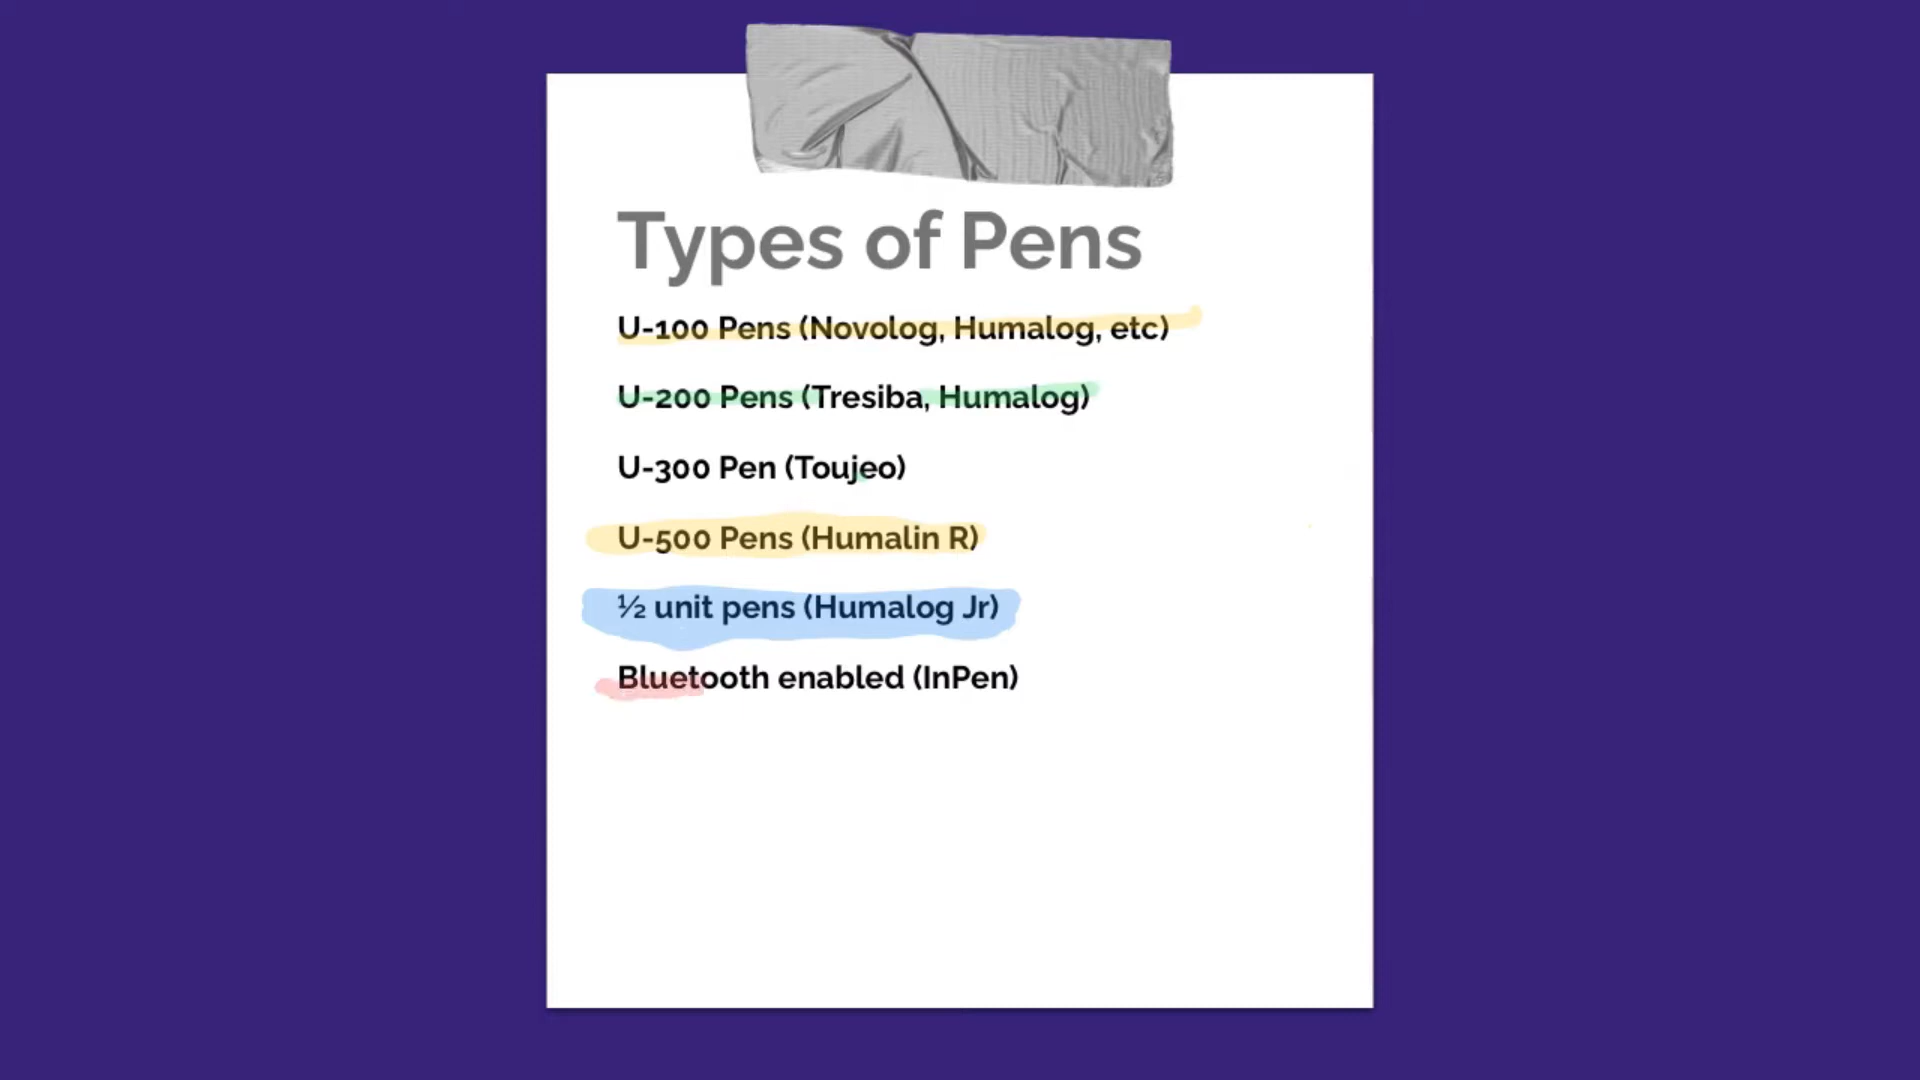 Types of Pens
U-100 Pens (Novolog, Humalog, etc)
U-200 Pens (Tresiba, Humalog)
U-300 Pen (Toujeo)
U-500 Pens (Humalin R)
½ unit pens (Humalog Jr)
Bluetooth enabled (InPen)